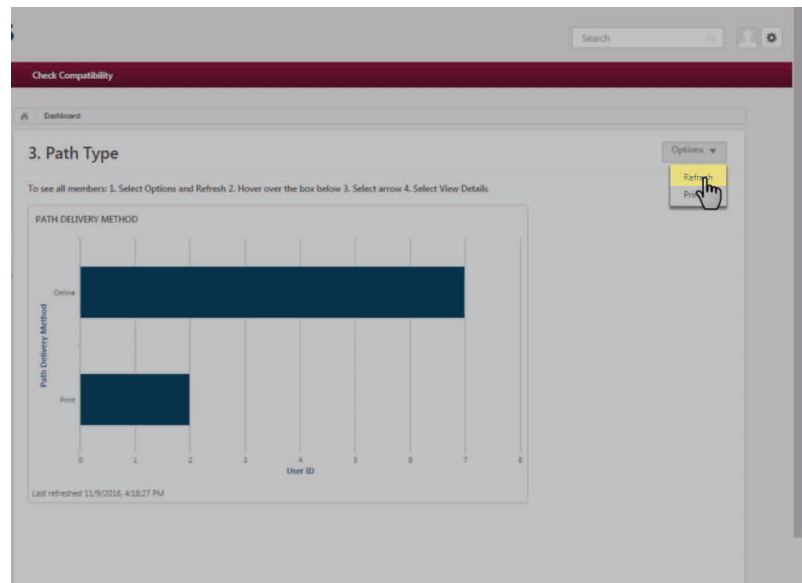 Search
Check Compatibility
Dashboard
3. Path Type
Options
Refresh
To see all members: 1. Select Options and Refresh 2. Hover over the box below 3. Select arrow 4. Select View Details
PATH DELIVERY METHOD
Online
Print
Path Delivery Method
0 1 2 3 4 5 6 7 8
User ID
Last refreshed 11/9/2016, 4:18:27 PM